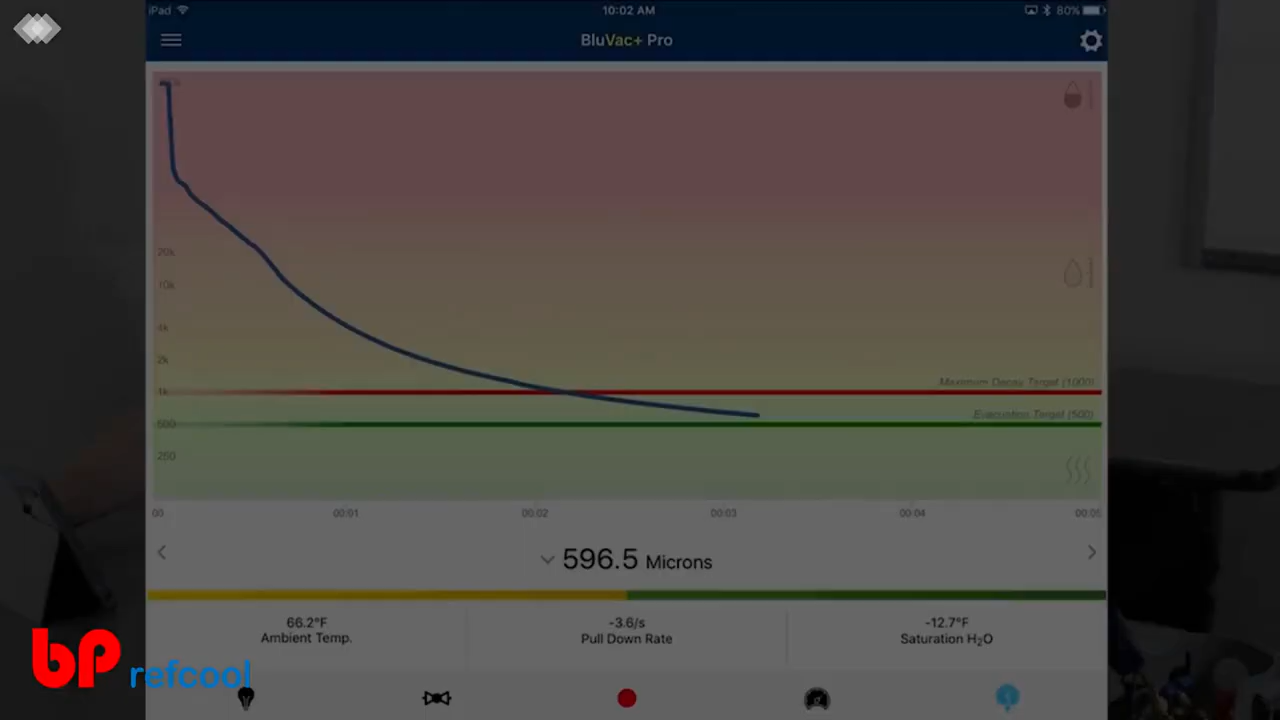 iPad
10:02 AM
80%
BluVac+ Pro
20k
10k
4k
2k
1k
Maximum Decay Target (1000)
Evacuation Target (500)
500
250
00
00:01
00:02
00:03
00:04
00:05
596.5 Microns
66.2°F
Ambient Temp.
-3.6/s
Pull Down Rate
-12.7°F
Saturation H₂O
bp refcool